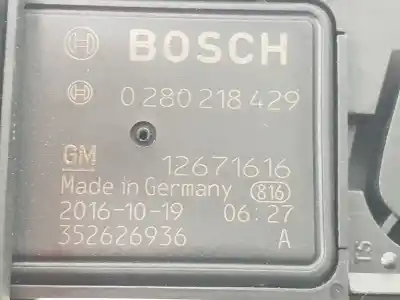 BOSCH
0 280 218 429
GM 12671616
Made in Germany 816
2016-10-19 06:27
352626936 A